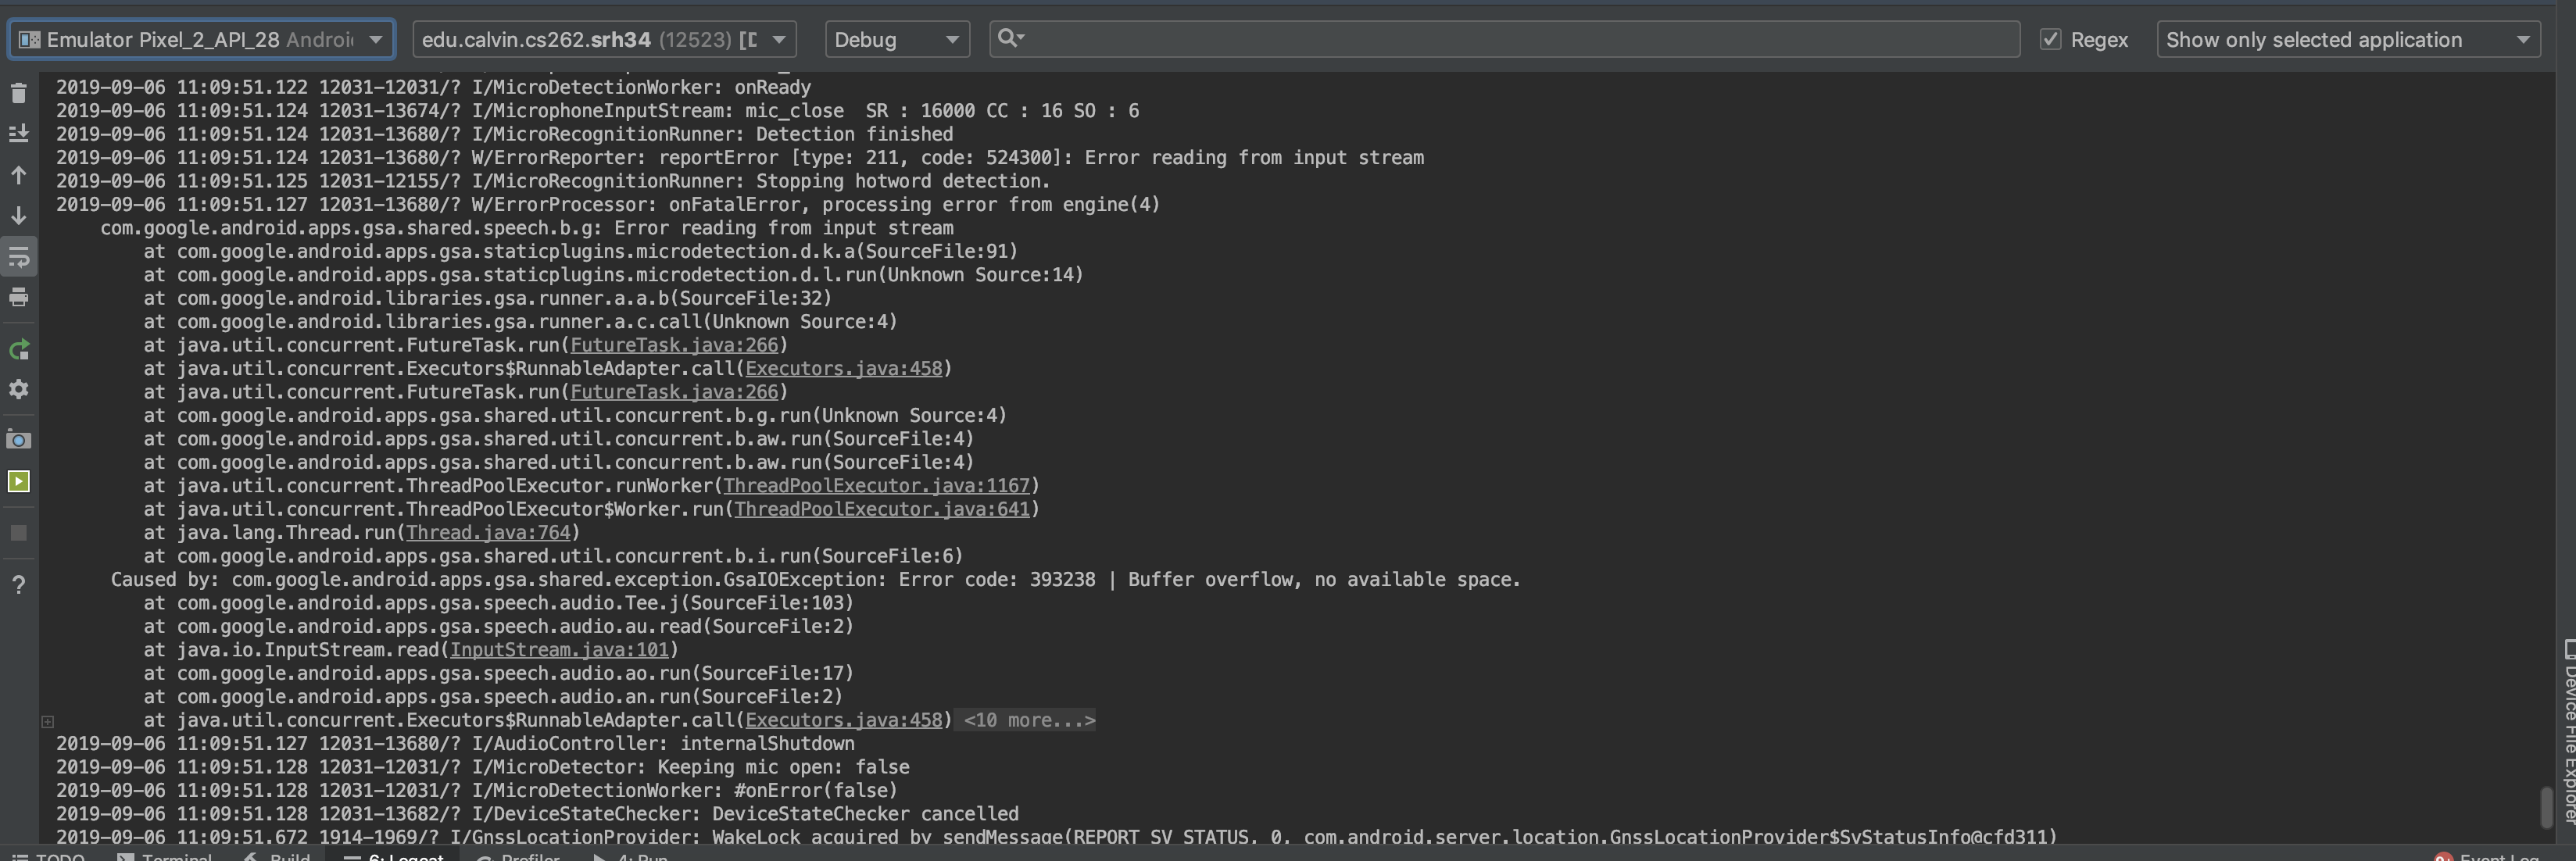 Emulator Pixel_2_API_28 Androi
edu.calvin.cs262.srh34 (12523) [D
Debug
Regex
Show only selected application
2019-09-06 11:09:51.122 12031-12031/? I/MicroDetectionWorker: onReady
2019-09-06 11:09:51.124 12031-13674/? I/MicrophoneInputStream: mic_close  SR : 16000 CC : 16 SO : 6
2019-09-06 11:09:51.124 12031-13680/? I/MicroRecognitionRunner: Detection finished
2019-09-06 11:09:51.124 12031-13680/? W/ErrorReporter: reportError [type: 211, code: 524300]: Error reading from input stream
2019-09-06 11:09:51.125 12031-12155/? I/MicroRecognitionRunner: Stopping hotword detection.
2019-09-06 11:09:51.127 12031-13680/? W/ErrorProcessor: onFatalError, processing error from engine(4)
com.google.android.apps.gsa.shared.speech.b.g: Error reading from input stream
at com.google.android.apps.gsa.staticplugins.microdetection.d.k.a(SourceFile:91)
at com.google.android.apps.gsa.staticplugins.microdetection.d.l.run(Unknown Source:14)
at com.google.android.libraries.gsa.runner.a.a.b(SourceFile:32)
at com.google.android.libraries.gsa.runner.a.c.call(Unknown Source:4)
at java.util.concurrent.FutureTask.run(FutureTask.java:266)
at java.util.concurrent.Executors$RunnableAdapter.call(Executors.java:458)
at java.util.concurrent.FutureTask.run(FutureTask.java:266)
at com.google.android.apps.gsa.shared.util.concurrent.b.g.run(Unknown Source:4)
at com.google.android.apps.gsa.shared.util.concurrent.b.aw.run(SourceFile:4)
at com.google.android.apps.gsa.shared.util.concurrent.b.aw.run(SourceFile:4)
at java.util.concurrent.ThreadPoolExecutor.runWorker(ThreadPoolExecutor.java:1167)
at java.util.concurrent.ThreadPoolExecutor$Worker.run(ThreadPoolExecutor.java:641)
at java.lang.Thread.run(Thread.java:764)
at com.google.android.apps.gsa.shared.util.concurrent.b.i.run(SourceFile:6)
Caused by: com.google.android.apps.gsa.shared.exception.GsaIOException: Error code: 393238 | Buffer overflow, no available space.
at com.google.android.apps.gsa.speech.audio.Tee.j(SourceFile:103)
at com.google.android.apps.gsa.speech.audio.au.read(SourceFile:2)
at java.io.InputStream.read(InputStream.java:101)
at com.google.android.apps.gsa.speech.audio.ao.run(SourceFile:17)
at com.google.android.apps.gsa.speech.audio.an.run(SourceFile:2)
at java.util.concurrent.Executors$RunnableAdapter.call(Executors.java:458) <10 more...>
2019-09-06 11:09:51.127 12031-13680/? I/AudioController: internalShutdown
2019-09-06 11:09:51.128 12031-12031/? I/MicroDetector: Keeping mic open: false
2019-09-06 11:09:51.128 12031-12031/? I/MicroDetectionWorker: #onError(false)
2019-09-06 11:09:51.128 12031-13682/? I/DeviceStateChecker: DeviceStateChecker cancelled
2019-09-06 11:09:51.672 1914-1969/? I/GnssLocationProvider: WakeLock acquired by sendMessage(REPORT_SV_STATUS, 0, com.android.server.location.GnssLocationProvider$SvStatusInfo@cfd311)
Device File Explorer
TODO
Terminal
Build
6: Logcat
Profiler
4: Run
Event Log